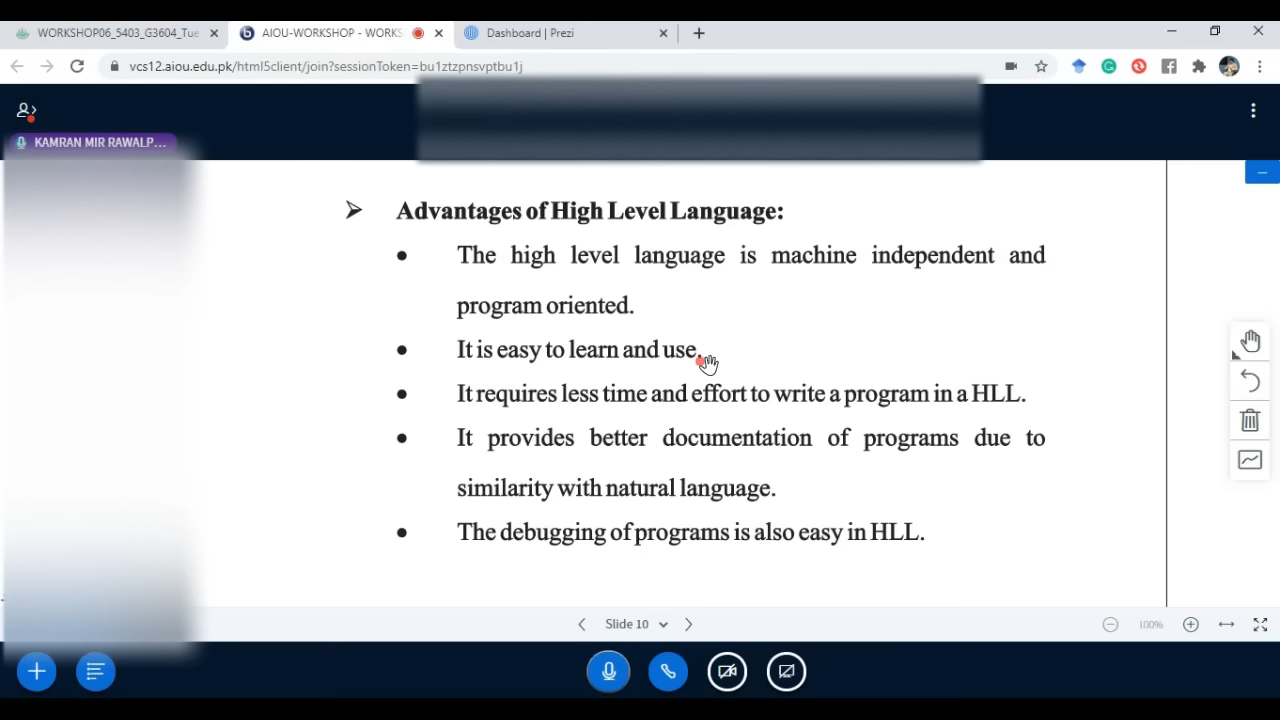 WORKSHOP06_5403_G3604_Tue
AIOU-WORKSHOP - WORKS
Dashboard | Prezi
vcs12.aiou.edu.pk/html5client/join?sessionToken=bu1ztzpnsvptbu1j
KAMRAN MIR RAWALP...
➢ Advantages of High Level Language:
• The high level language is machine independent and
program oriented.
• It is easy to learn and use.
• It requires less time and effort to write a program in a HLL.
• It provides better documentation of programs due to
similarity with natural language.
• The debugging of programs is also easy in HLL.
Slide 10
100%